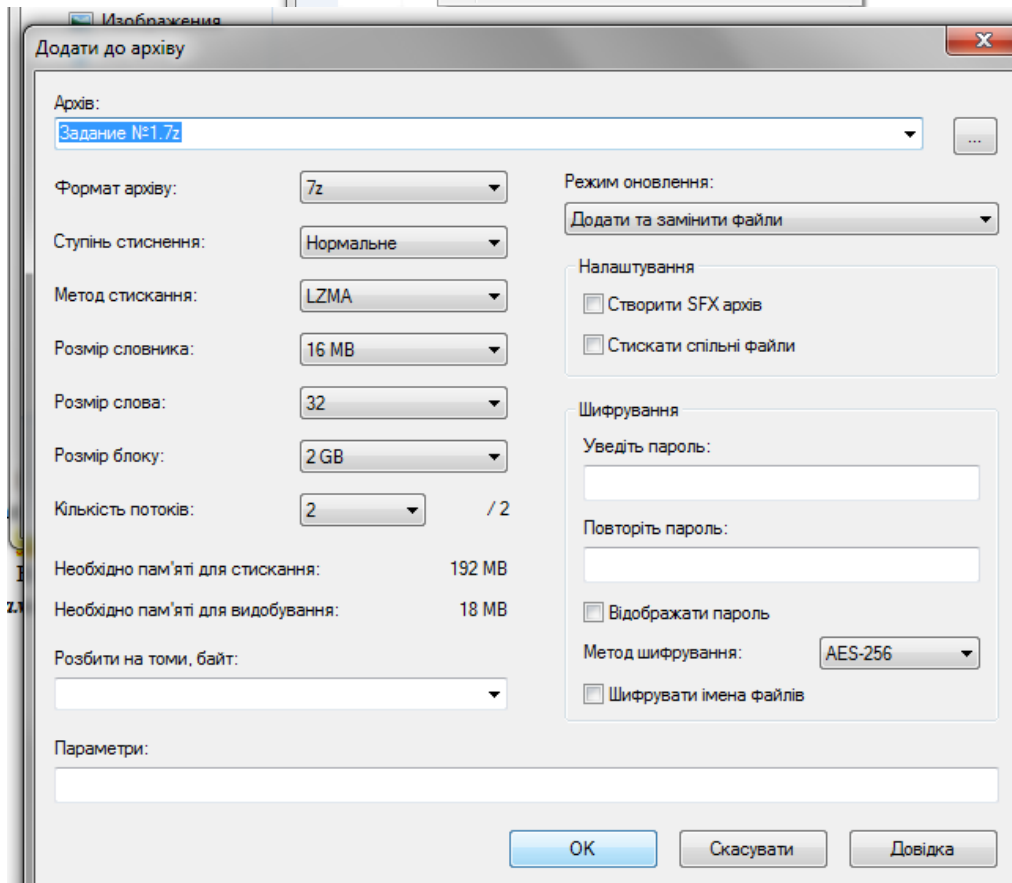 Изображения
Додати до архіву
Архів:
Задание №1.7z
...
Формат архіву:
7z
Ступінь стиснення:
Нормальне
Метод стискання:
LZMA
Розмір словника:
16 MB
Розмір слова:
32
Розмір блоку:
2 GB
Кількість потоків:
2
/ 2
Необхідно пам'яті для стискання:
192 MB
Необхідно пам'яті для видобування:
18 MB
Розбити на томи, байт:
Режим оновлення:
Додати та замінити файли
Налаштування
Створити SFX архів
Стискати спільні файли
Шифрування
Уведіть пароль:
Повторіть пароль:
Відображати пароль
Метод шифрування:
AES-256
Шифрувати імена файлів
Параметри:
OK
Скасувати
Довідка